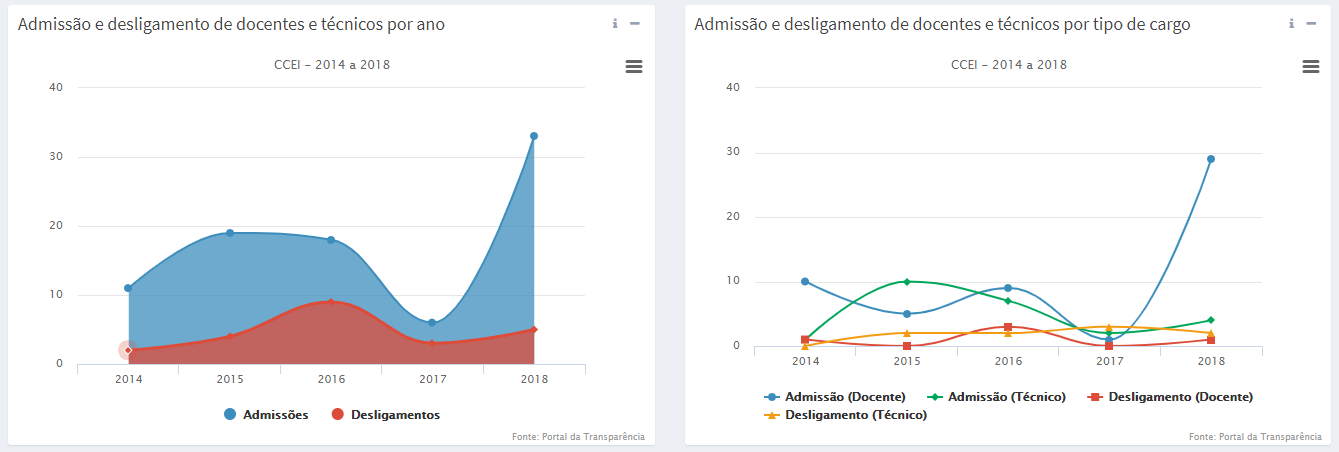 Admissão e desligamento de docentes e técnicos por ano
CCEI - 2014 a 2018
40
30
20
10
0
2014 2015 2016 2017 2018
Admissões Desligamentos
Fonte: Portal da Transparência
Admissão e desligamento de docentes e técnicos por tipo de cargo
CCEI - 2014 a 2018
40
30
20
10
0
2014 2015 2016 2017 2018
Admissão (Docente) Admissão (Técnico) Desligamento (Docente)
Desligamento (Técnico)
Fonte: Portal da Transparência